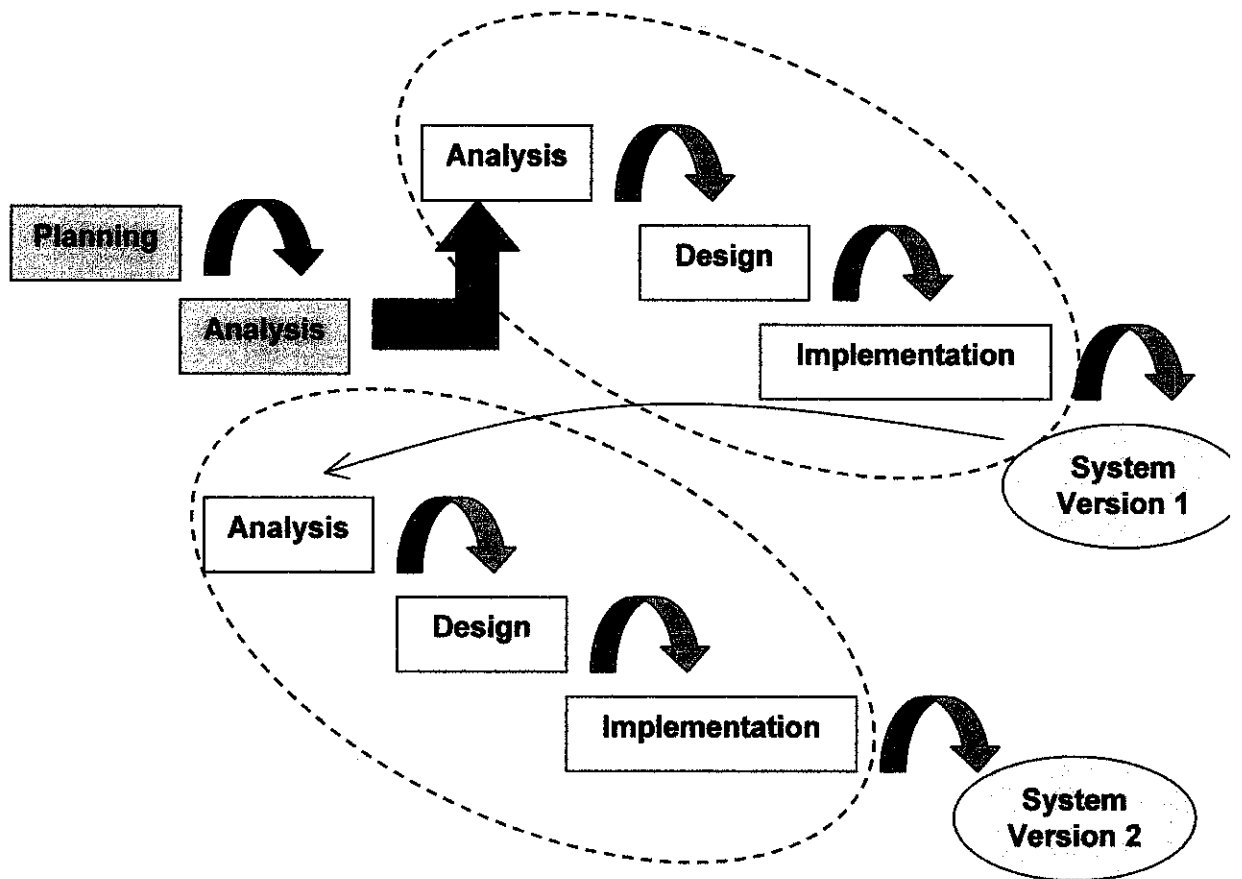 Planning
Analysis
Analysis
Design
Implementation
System
Version 1
Analysis
Design
Implementation
System
Version 2